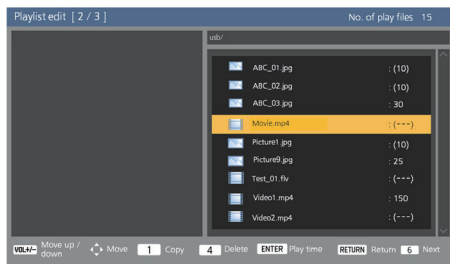 Playlist edit [ 2 / 3 ]
No. of play files 15
usb/
ABC_01.jpg : (10)
ABC_02.jpg : (10)
ABC_03.jpg : 30
Movie.mp4 : (---)
Picture1.jpg : (10)
Picture9.jpg : 25
Test_01.flv : (---)
Video1.mp4 : 150
Video2.mp4 : (---)
VOL+/- Move up / down Move 1 Copy 4 Delete ENTER Play time RETURN Return 6 Next